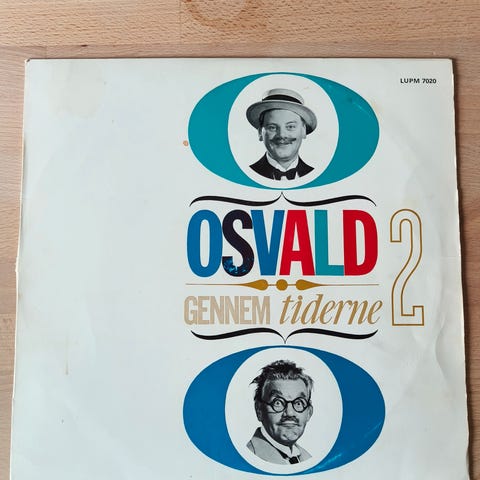 LUPM 7020
OSVALD 2
GENNEM tiderne